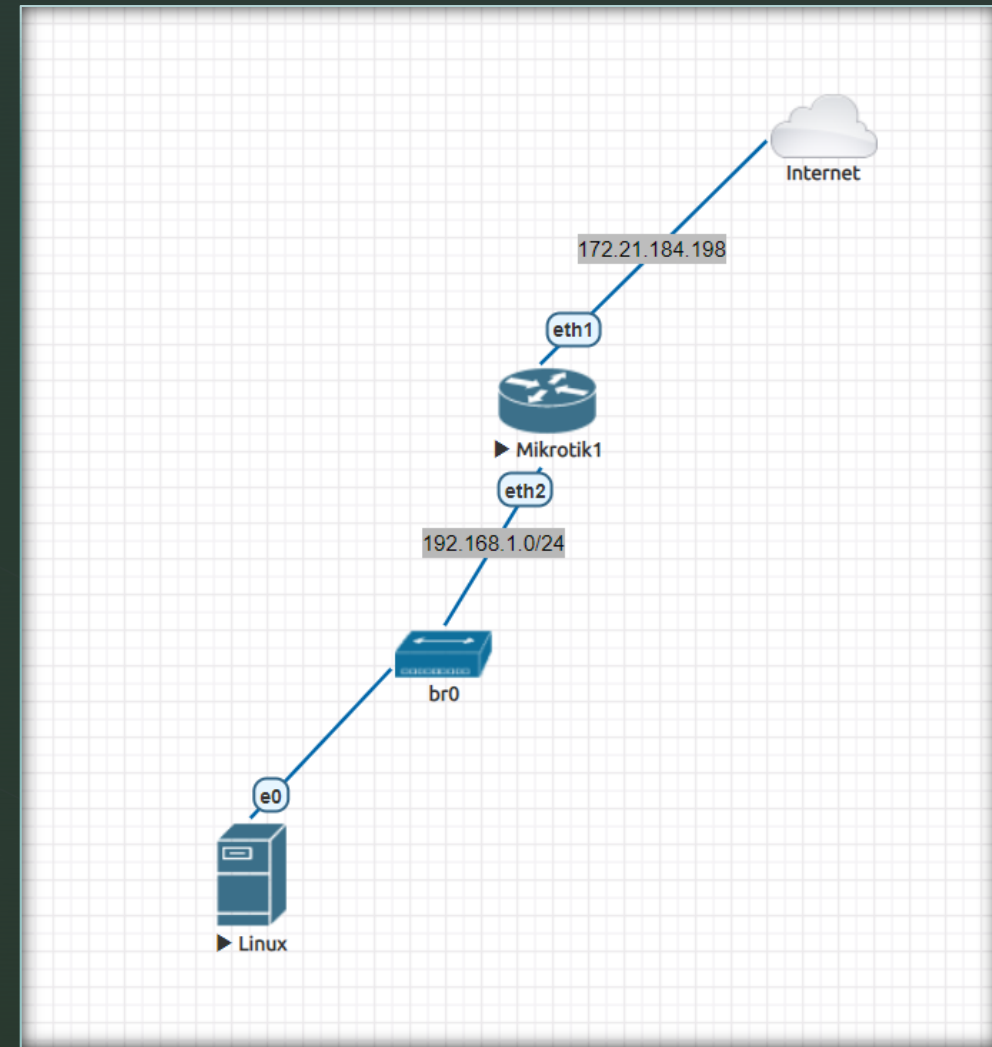 Internet
172.21.184.198
eth1
Mikrotik1
eth2
192.168.1.0/24
br0
e0
Linux